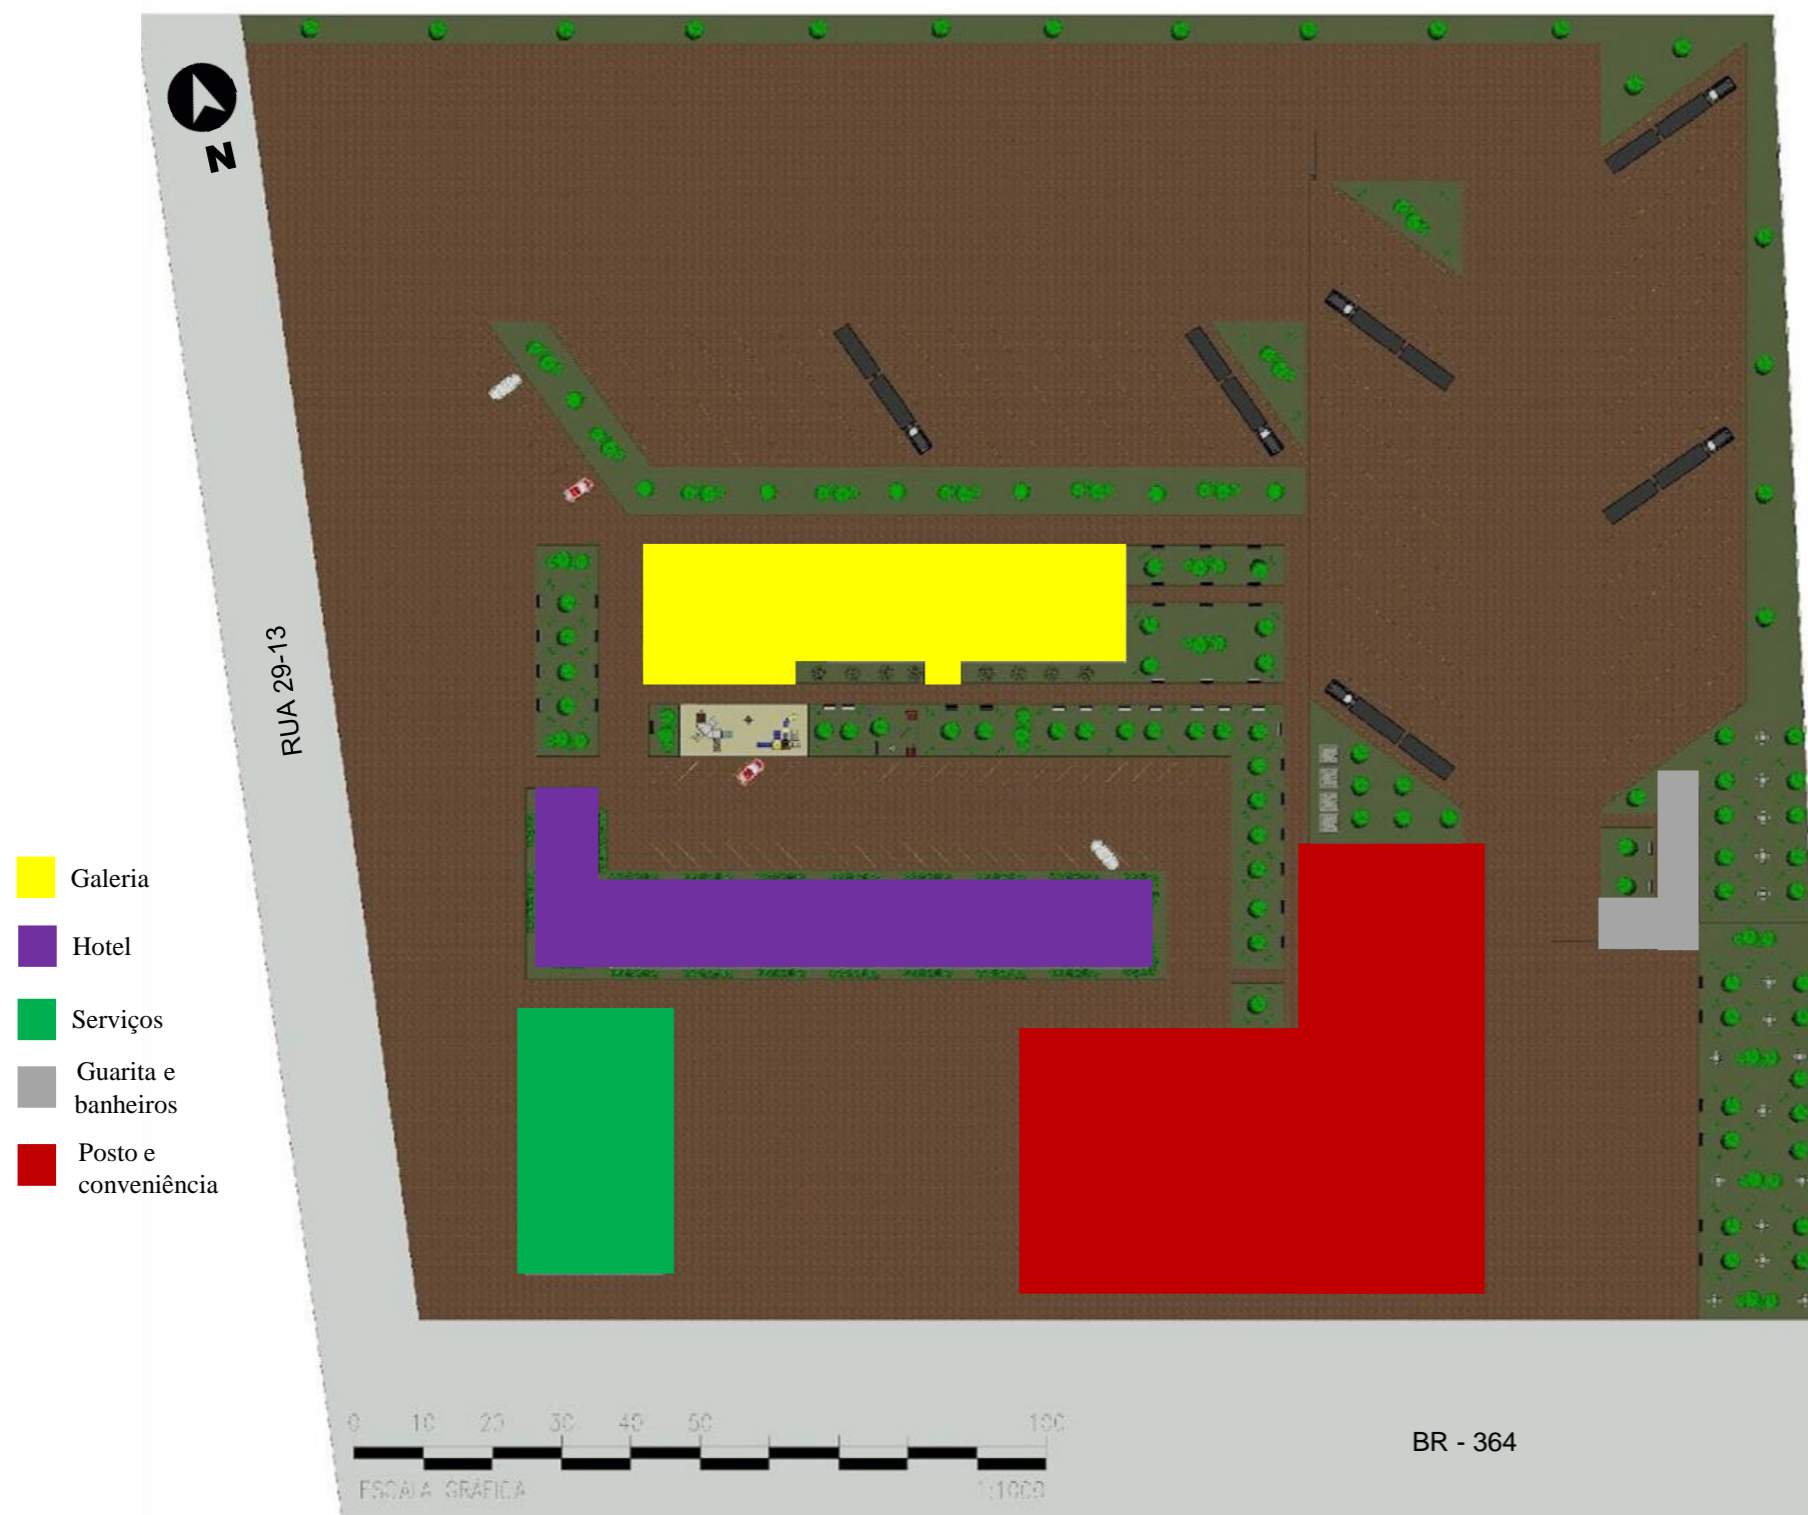 N
RUA 29-13
Galeria
Hotel
Serviços
Guarita e
banheiros
Posto e
conveniência
0 10 20 30 40 50 100
ESCALA GRÁFICA 1:1000
BR - 364